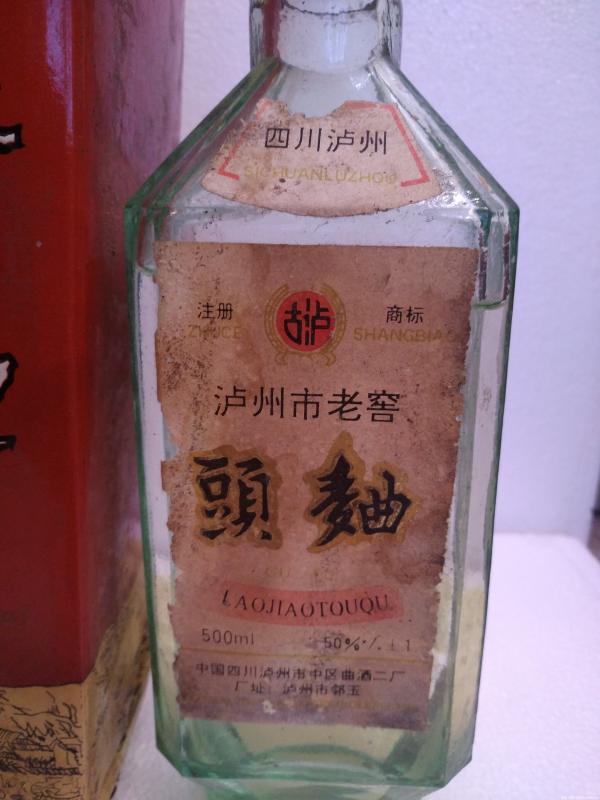 四川泸州
SICHUANLUZHOU
注册 商标
ZHUCE SHANGBIAO
古泸
泸州市老窖
頭麯
LAOJIAOTOUQU
500ml 50%٪±1
中国四川泸州市中区曲酒二厂
厂址：泸州市邻玉